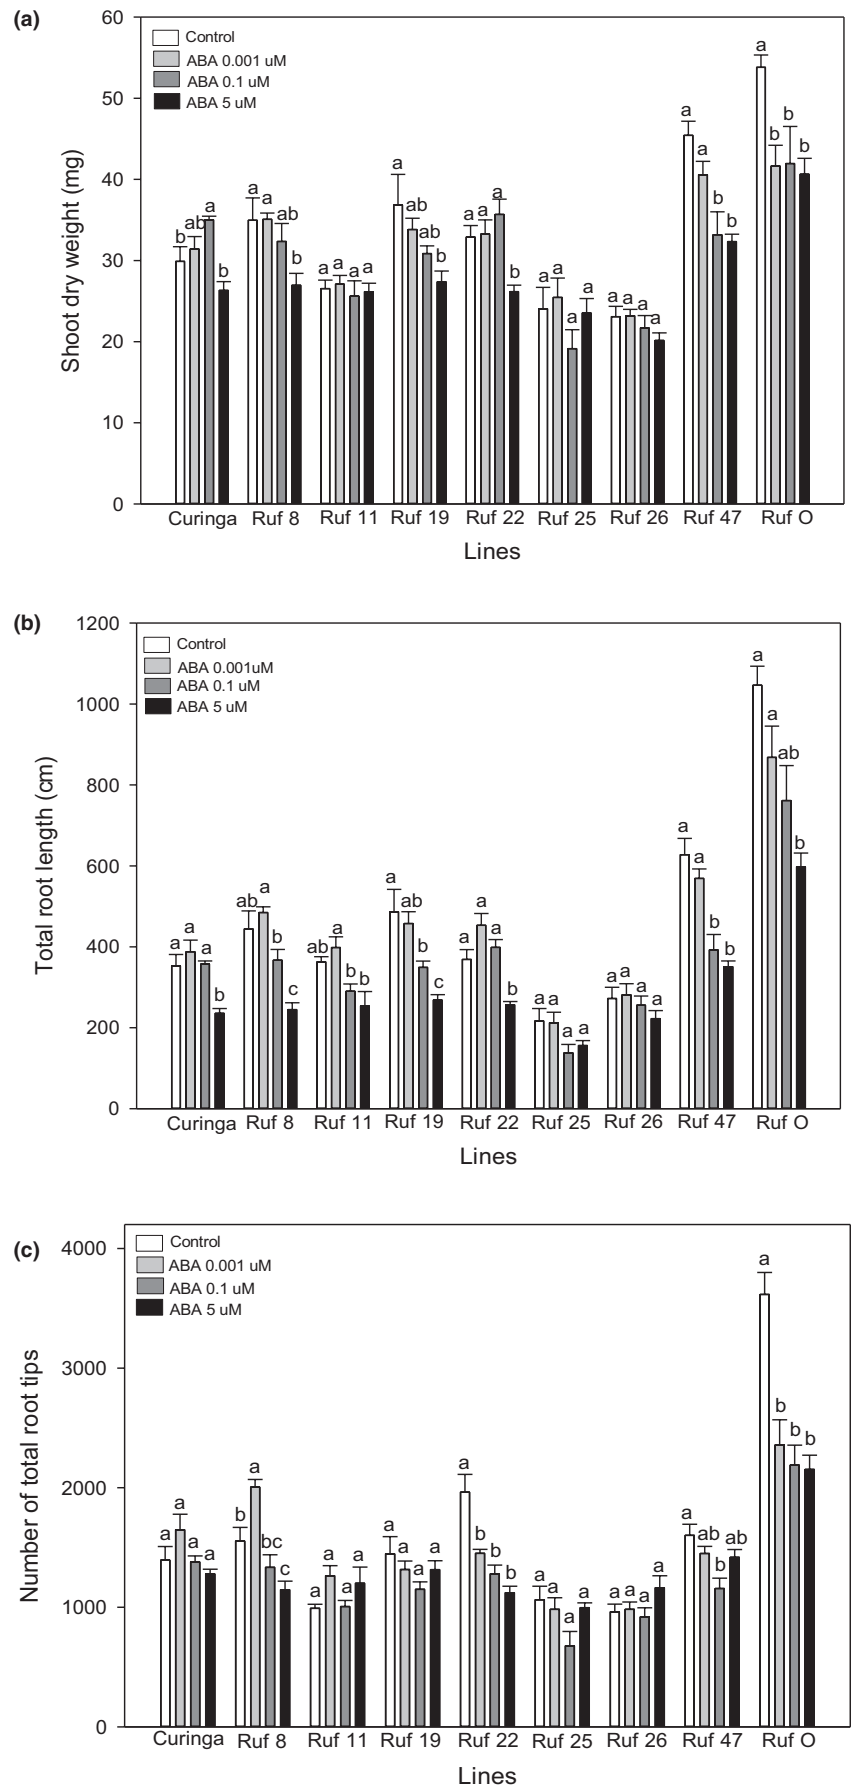 (a)
60
50
40
30
20
10
0
Shoot dry weight (mg)
Control
ABA 0.001 uM
ABA 0.1 uM
ABA 5 uM
b ab a b
a a ab b
a a a a
a ab ab b
a a a b
a a a a
a a a a
a a b b
a b b b
Curinga Ruf 8 Ruf 11 Ruf 19 Ruf 22 Ruf 25 Ruf 26 Ruf 47 Ruf O
Lines
(b)
1200
1000
800
600
400
200
0
Total root length (cm)
Control
ABA 0.001uM
ABA 0.1 uM
ABA 5 uM
a a a b
ab a b c
ab a b b
a ab b c
a a a b
a a a a
a a a a
a a b b
a a ab b
Curinga Ruf 8 Ruf 11 Ruf 19 Ruf 22 Ruf 25 Ruf 26 Ruf 47 Ruf O
Lines
(c)
4000
3000
2000
1000
0
Number of total root tips
Control
ABA 0.001 uM
ABA 0.1 uM
ABA 5 uM
a a a a
b a bc c
a a a a
a a a a
a b b b
a a a a
a a a a
a ab b ab
a b b b
Curinga Ruf 8 Ruf 11 Ruf 19 Ruf 22 Ruf 25 Ruf 26 Ruf 47 Ruf O
Lines